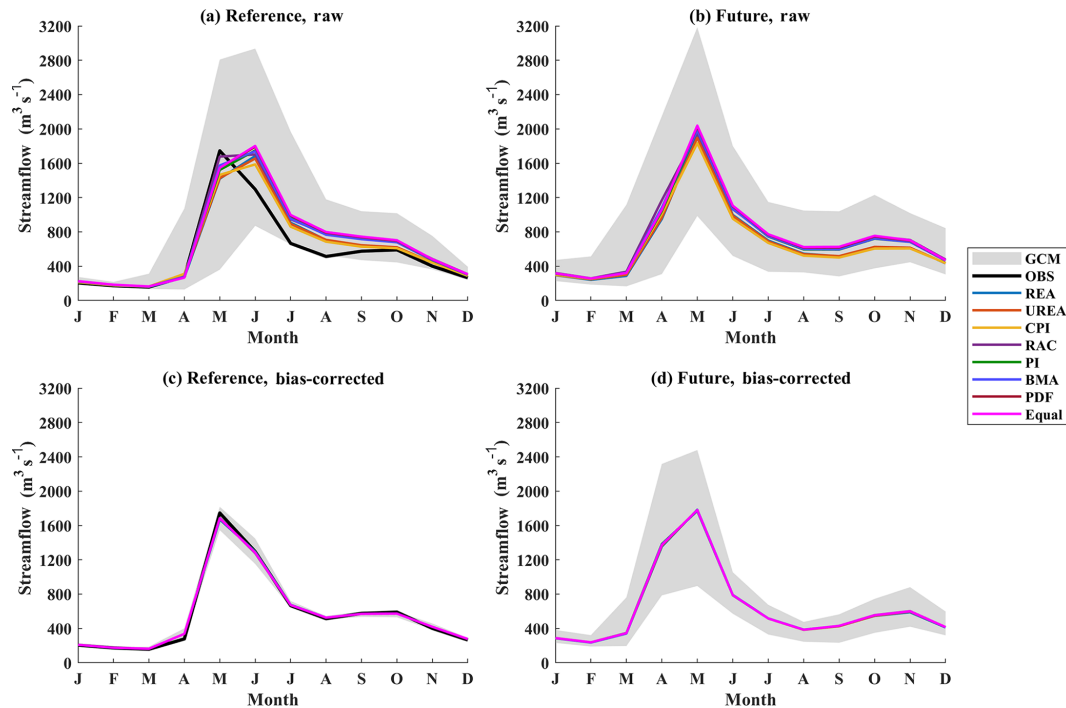 (a) Reference, raw
Streamflow (m³ s⁻¹)
3200
2800
2400
2000
1600
1200
800
400
0
J F M A M J J A S O N D
Month
(b) Future, raw
Streamflow (m³ s⁻¹)
3200
2800
2400
2000
1600
1200
800
400
0
J F M A M J J A S O N D
Month
GCM
OBS
REA
UREA
CPI
RAC
PI
BMA
PDF
Equal
(c) Reference, bias-corrected
Streamflow (m³ s⁻¹)
3200
2800
2400
2000
1600
1200
800
400
0
J F M A M J J A S O N D
Month
(d) Future, bias-corrected
Streamflow (m³ s⁻¹)
3200
2800
2400
2000
1600
1200
800
400
0
J F M A M J J A S O N D
Month